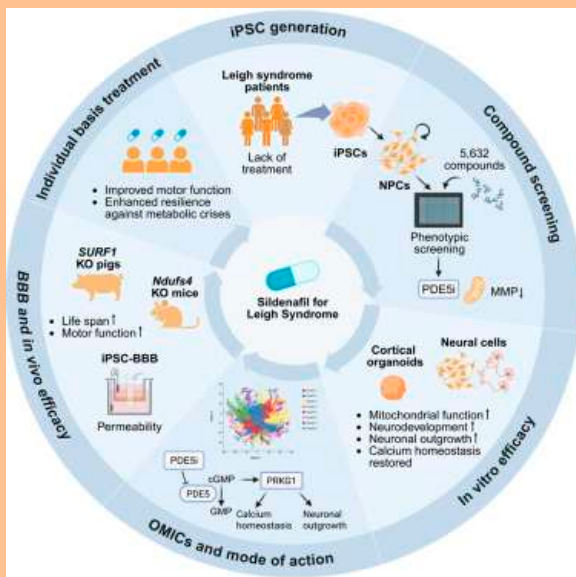 iPSC generation
Leigh syndrome
patients
Lack of
treatment
iPSCs
NPCs
Compound screening
5,632
compounds
Phenotypic
screening
PDE5i
MMP↓
In vitro efficacy
Cortical
organoids
Neural cells
• Mitochondrial function↑
• Neurodevelopment↑
• Neuronal outgrowth↑
• Calcium homeostasis
restored
OMICs and mode of action
PDE5i
PDE5
cGMP
GMP
PRKG1
Calcium
homeostasis
Neuronal
outgrowth
BBB and in vivo efficacy
SURF1
KO pigs
Ndufs4
KO mice
• Life span↑
• Motor function↑
iPSC-BBB
Permeability
Individual basis treatment
• Improved motor function
• Enhanced resilience
against metabolic crises
Sildenafil for
Leigh Syndrome